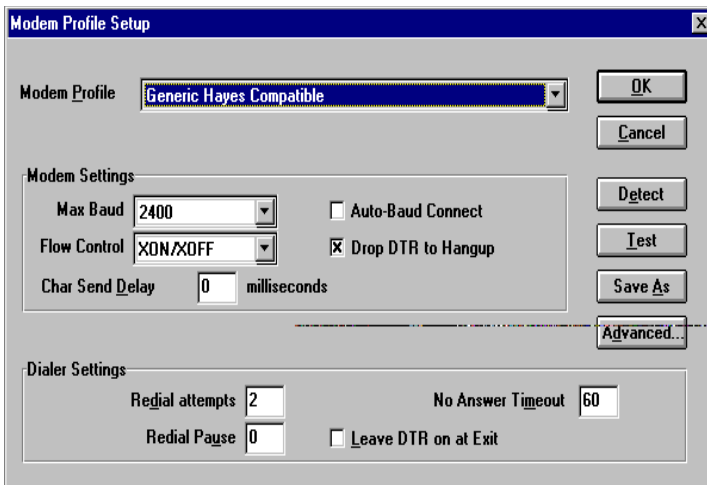 Modem Profile Setup
Modem Profile Generic Hayes Compatible
OK
Cancel
Modem Settings
Max Baud 2400
Auto-Baud Connect
Flow Control XON/XOFF
Drop DTR to Hangup
Char Send Delay 0 milliseconds
Detect
Test
Save As
Advanced...
Dialer Settings
Redial attempts 2
No Answer Timeout 60
Redial Pause 0
Leave DTR on at Exit